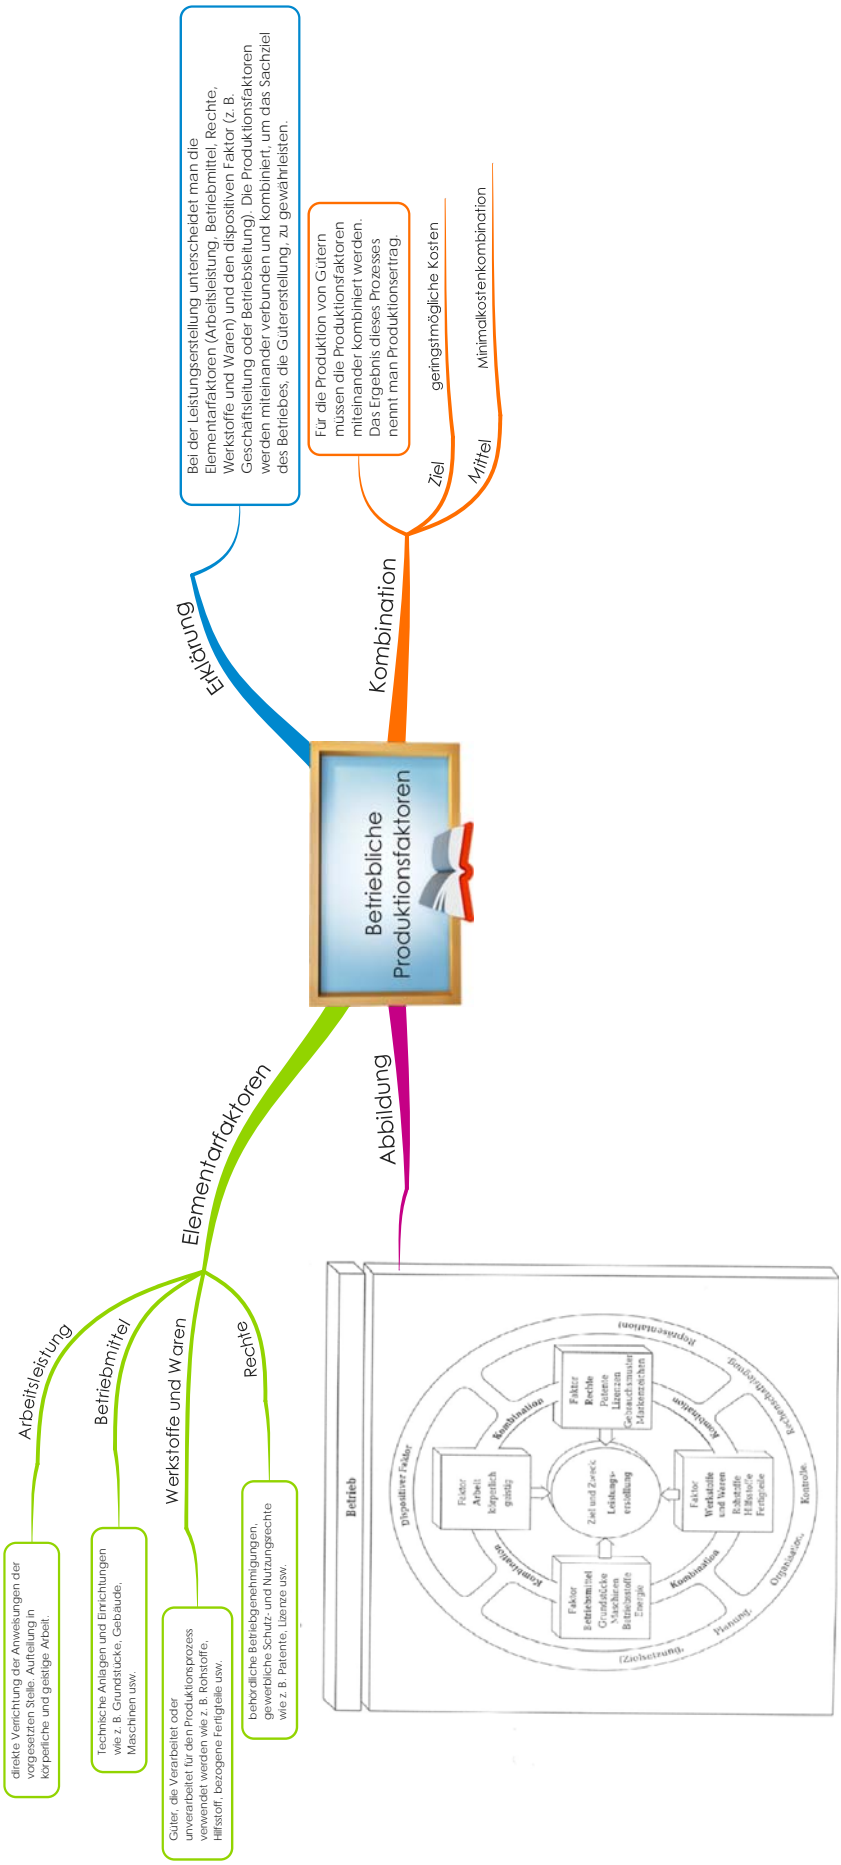 Betriebliche
Produktionsfaktoren
Erklärung
Bei der Leistungserstellung unterscheidet man die
Elementarfaktoren (Arbeitsleistung, Betriebmittel, Rechte,
Werkstoffe und Waren) und den dispositiven Faktor (z. B.
Geschäftsleitung oder Betriebsleitung). Die Produktionsfaktoren
werden miteinander verbunden und kombiniert, um das Sachziel
des Betriebes, die Gütererstellung, zu gewährleisten.
Kombination
Für die Produktion von Gütern
müssen die Produktionsfaktoren
miteinander kombiniert werden.
Das Ergebnis dieses Prozesses
nennt man Produktionsertrag.
Ziel
geringstmögliche Kosten
Mittel
Minimalkostenkombination
Elementarfaktoren
Arbeitsleistung
direkte Verrichtung der Anweisungen der
vorgesetzten Stelle. Aufteilung in
körperliche und geistige Arbeit.
Betriebmittel
Technische Anlagen und Einrichtungen
wie z. B. Grundstücke, Gebäude,
Maschinen usw.
Werkstoffe und Waren
Güter, die Verarbeitet oder
unverarbeitet für den Produktionsprozess
verwendet werden wie z. B. Rohstoffe,
Hilfsstoff, bezogene Fertigteile usw.
Rechte
behördliche Betriebgenehmigungen,
gewerbliche Schutz- und Nutzungsrechte
wie z. B. Patente, Lizenze usw.
Abbildung
Betrieb
Dispositiver Faktor
Faktor
Arbeit
körperlich
geistig
Kombination
Kombination
Faktor
Betriebsmittel
Grundstücke
Maschinen
Betriebsstoffe
Energie
Ziel und Zweck:
Leistungs-
erstellung
Faktor
Rechte
Patente
Lizenzen
Gebrauchsmuster
Markenzeichen
Kombination
Kombination
Faktor
Werkstoffe
und Waren
Rohstoffe
Hilfsstoffe
Fertigteile
(Zielsetzung,
Planung,
Organisation,
Kontrolle,
Rechenschaftslegung,
Repräsentation)